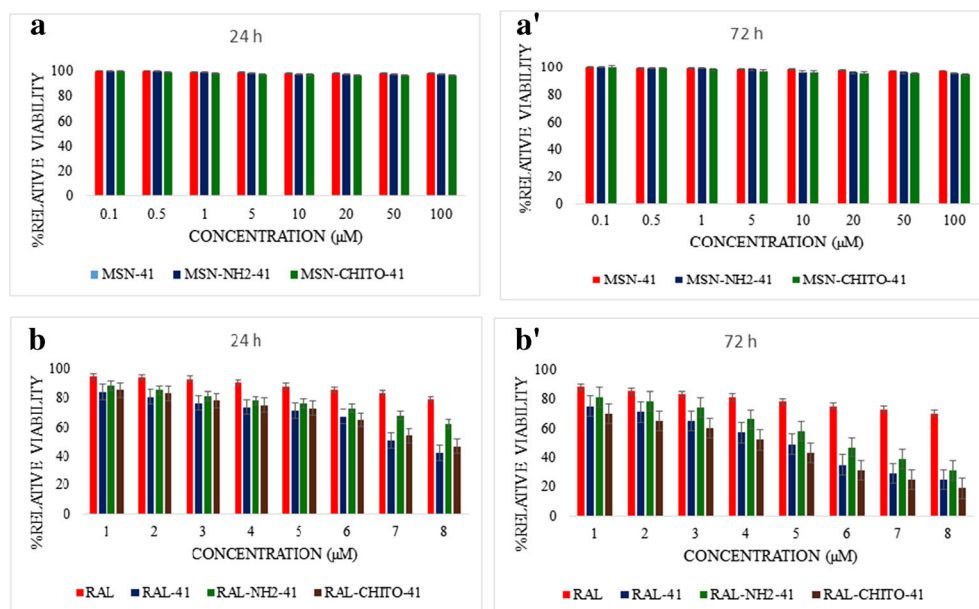 a
24 h
%RELATIVE VIABILITY
100
80
60
40
20
0
0.1 0.5 1 5 10 20 50 100
CONCENTRATION (µM)
MSN-41 MSN-NH2-41 MSN-CHITO-41
a'
72 h
%RELATIVE VIABILITY
100
80
60
40
20
0
0.1 0.5 1 5 10 20 50 100
CONCENTRATION (µM)
MSN-41 MSN-NH2-41 MSN-CHITO-41
b
24 h
%RELATIVE VIABILITY
100
80
60
40
20
0
1 2 3 4 5 6 7 8
CONCENTRATION (µM)
RAL RAL-41 RAL-NH2-41 RAL-CHITO-41
b'
72 h
%RELATIVE VIABILITY
100
80
60
40
20
0
1 2 3 4 5 6 7 8
CONCENTRATION (µM)
RAL RAL-41 RAL-NH2-41 RAL-CHITO-41